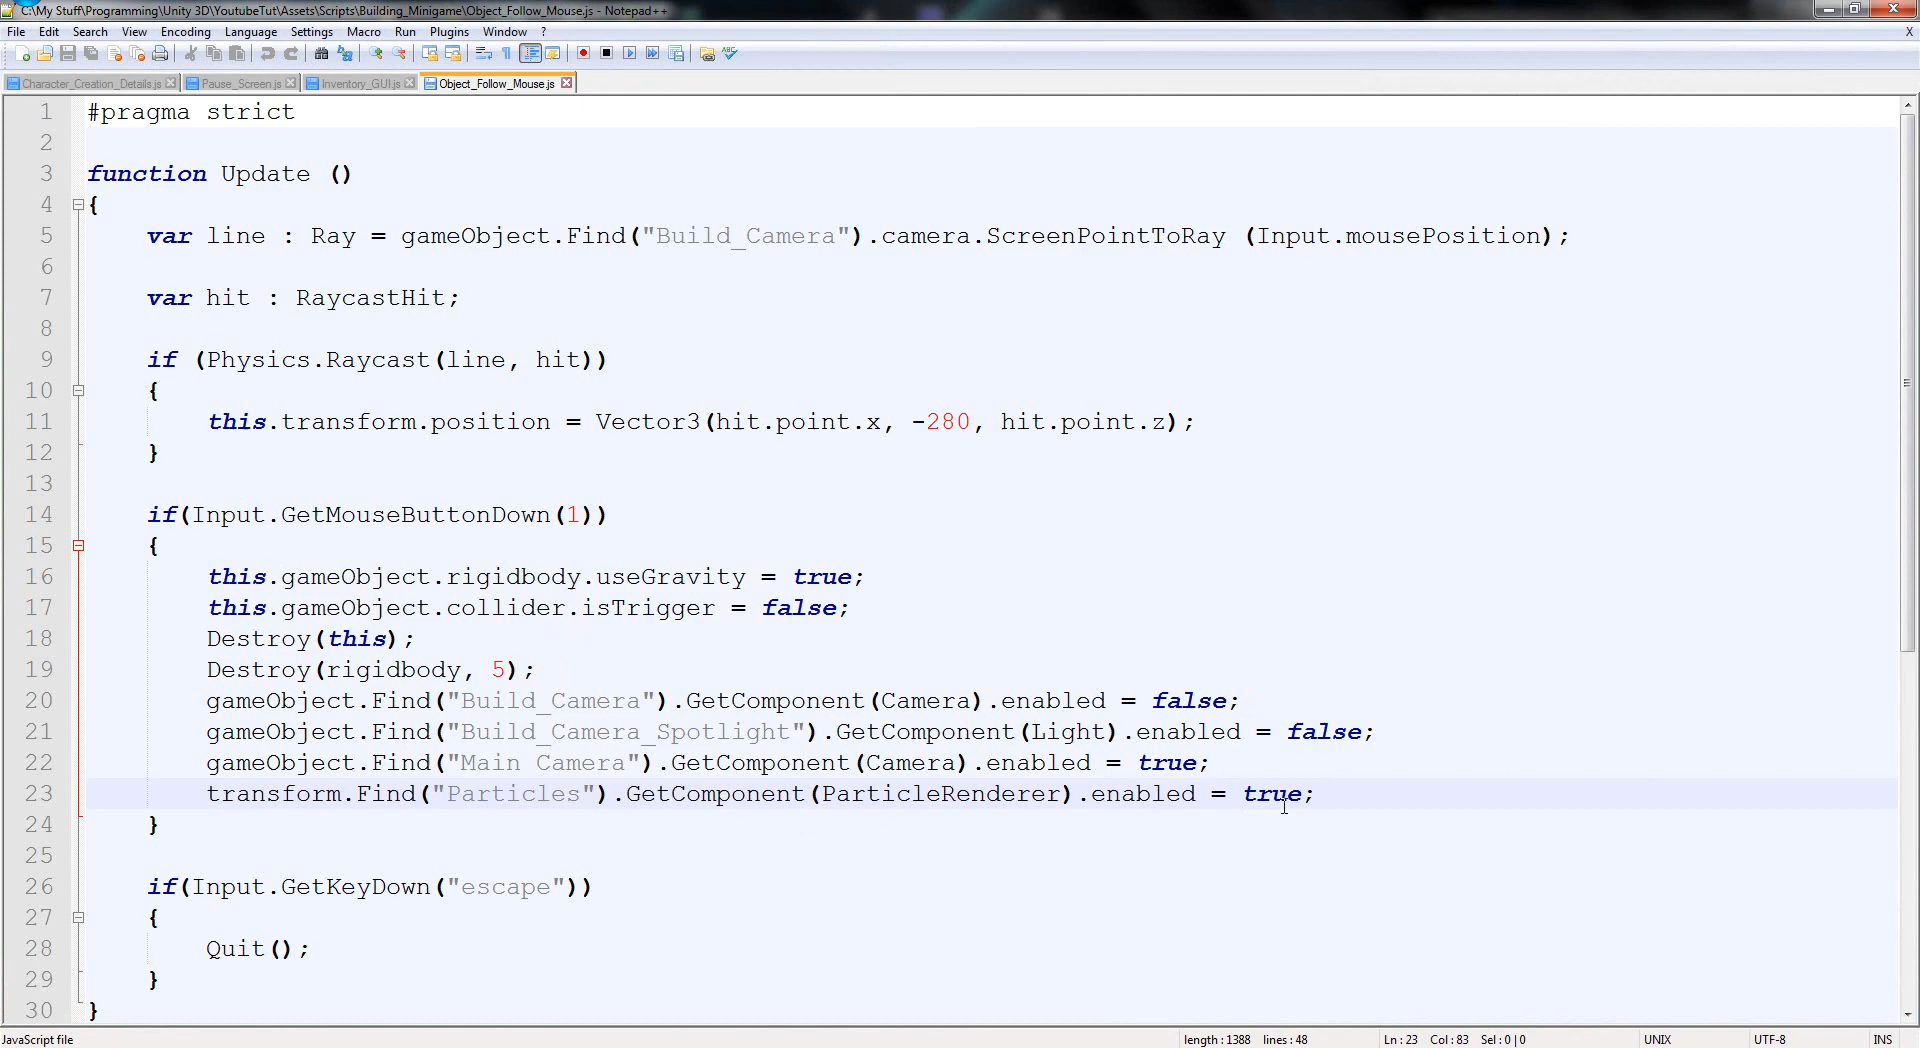 C:\My Stuff\Programming\Unity 3D\YoutubeTut\Assets\Scripts\Building_Minigame\Object_Follow_Mouse.js - Notepad++
File Edit Search View Encoding Language Settings Macro Run Plugins Window ? X
Character_Creation_Details.js Pause_Screen.js Inventory_GUI.js Object_Follow_Mouse.js
1 #pragma strict
2
3 function Update ()
4 {
5 var line : Ray = gameObject.Find("Build_Camera").camera.ScreenPointToRay (Input.mousePosition);
6
7 var hit : RaycastHit;
8
9 if (Physics.Raycast(line, hit))
10 {
11 this.transform.position = Vector3(hit.point.x, -280, hit.point.z);
12 }
13
14 if(Input.GetMouseButtonDown(1))
15 {
16 this.gameObject.rigidbody.useGravity = true;
17 this.gameObject.collider.isTrigger = false;
18 Destroy(this);
19 Destroy(rigidbody, 5);
20 gameObject.Find("Build_Camera").GetComponent(Camera).enabled = false;
21 gameObject.Find("Build_Camera_Spotlight").GetComponent(Light).enabled = false;
22 gameObject.Find("Main Camera").GetComponent(Camera).enabled = true;
23 transform.Find("Particles").GetComponent(ParticleRenderer).enabled = true;
24 }
25
26 if(Input.GetKeyDown("escape"))
27 {
28 Quit();
29 }
30 }
JavaScript file length : 1388 lines : 48 Ln : 23 Col : 83 Sel : 0 | 0 UNIX UTF-8 INS